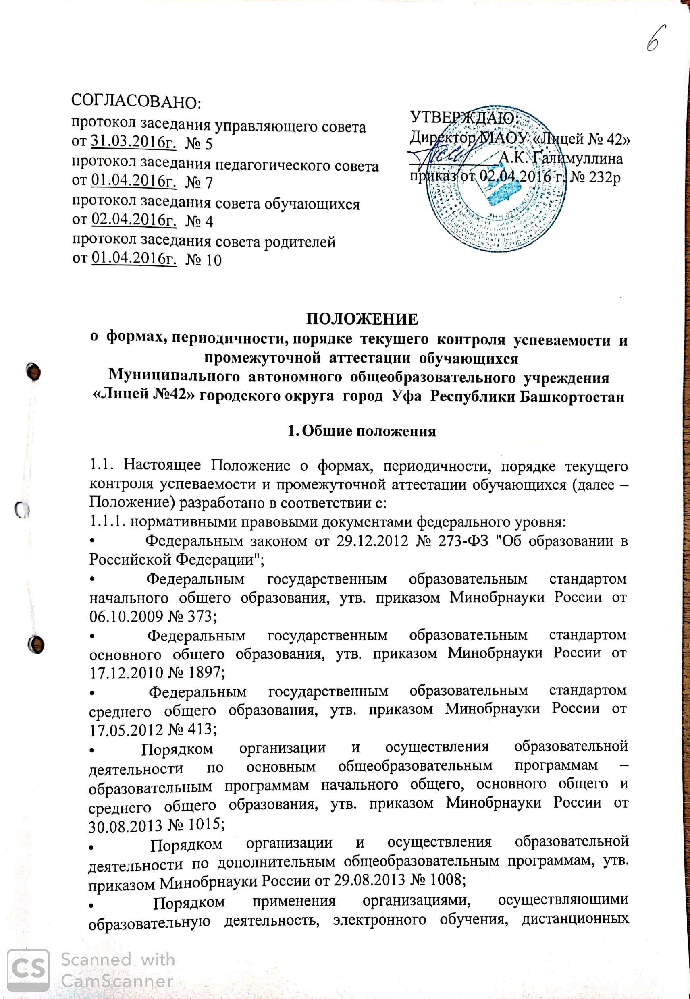 6
СОГЛАСОВАНО:
протокол заседания управляющего совета
от 31.03.2016г. № 5
протокол заседания педагогического совета
от 01.04.2016г. № 7
протокол заседания совета обучающихся
от 02.04.2016г. № 4
протокол заседания совета родителей
от 01.04.2016г. № 10
УТВЕРЖДАЮ:
Директор МАОУ «Лицей № 42»
А.К. Галимуллина
приказ от 02.04.2016 г. № 232р
ИНН
ПОЛОЖЕНИЕ
о формах, периодичности, порядке текущего контроля успеваемости и
промежуточной аттестации обучающихся
Муниципального автономного общеобразовательного учреждения
«Лицей №42» городского округа город Уфа Республики Башкортостан
1. Общие положения
1.1. Настоящее Положение о формах, периодичности, порядке текущего
контроля успеваемости и промежуточной аттестации обучающихся (далее –
Положение) разработано в соответствии с:
1.1.1. нормативными правовыми документами федерального уровня:
• Федеральным законом от 29.12.2012 № 273-ФЗ "Об образовании в
Российской Федерации";
• Федеральным государственным образовательным стандартом
начального общего образования, утв. приказом Минобрнауки России от
06.10.2009 № 373;
• Федеральным государственным образовательным стандартом
основного общего образования, утв. приказом Минобрнауки России от
17.12.2010 № 1897;
• Федеральным государственным образовательным стандартом
среднего общего образования, утв. приказом Минобрнауки России от
17.05.2012 № 413;
• Порядком организации и осуществления образовательной
деятельности по основным общеобразовательным программам –
образовательным программам начального общего, основного общего и
среднего общего образования, утв. приказом Минобрнауки России от
30.08.2013 № 1015;
• Порядком организации и осуществления образовательной
деятельности по дополнительным общеобразовательным программам, утв.
приказом Минобрнауки России от 29.08.2013 № 1008;
• Порядком применения организациями, осуществляющими
образовательную деятельность, электронного обучения, дистанционных
CS
Scanned with
CamScanner